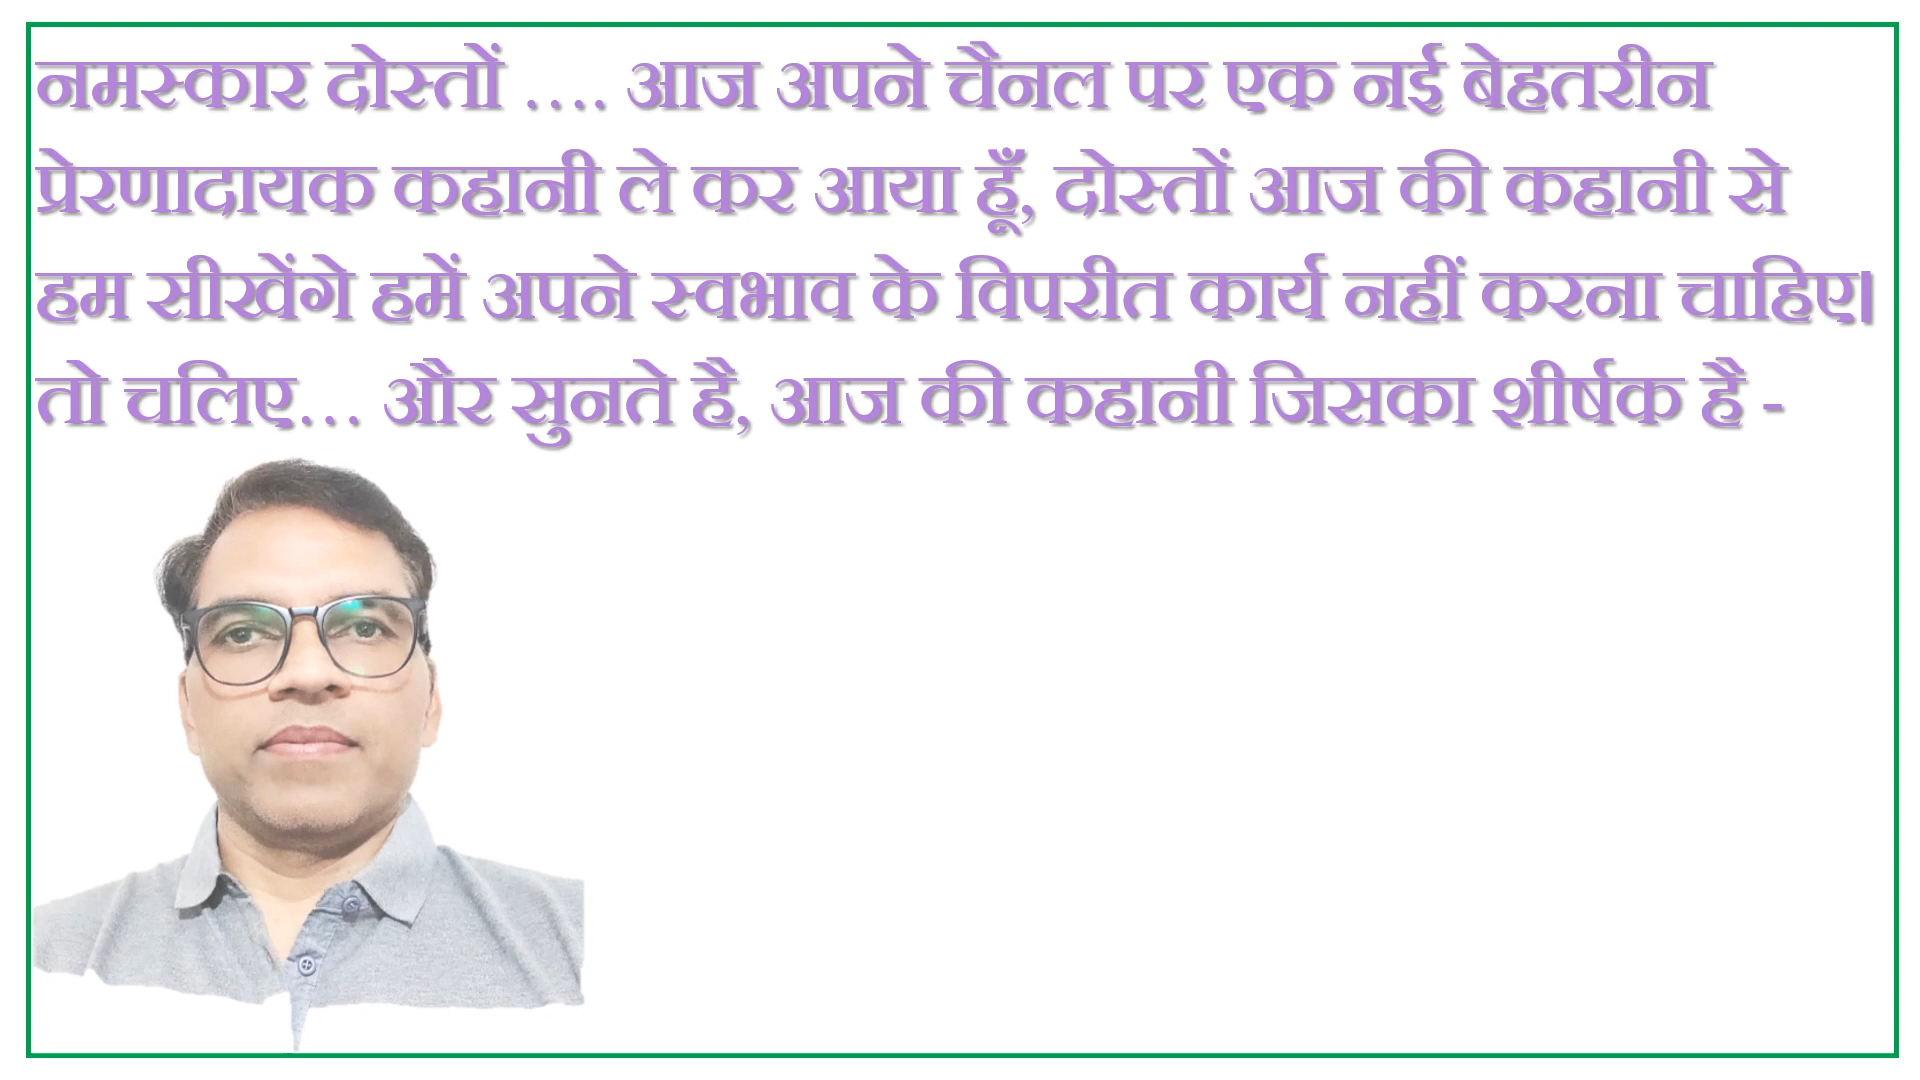 नमस्कार दोस्तों .... आज अपने चैनल पर एक नई बेहतरीन
प्रेरणादायक कहानी ले कर आया हूँ, दोस्तों आज की कहानी से
हम सीखेंगे हमें अपने स्वभाव के विपरीत कार्य नहीं करना चाहिए।
तो चलिए... और सुनते है, आज की कहानी जिसका शीर्षक है -